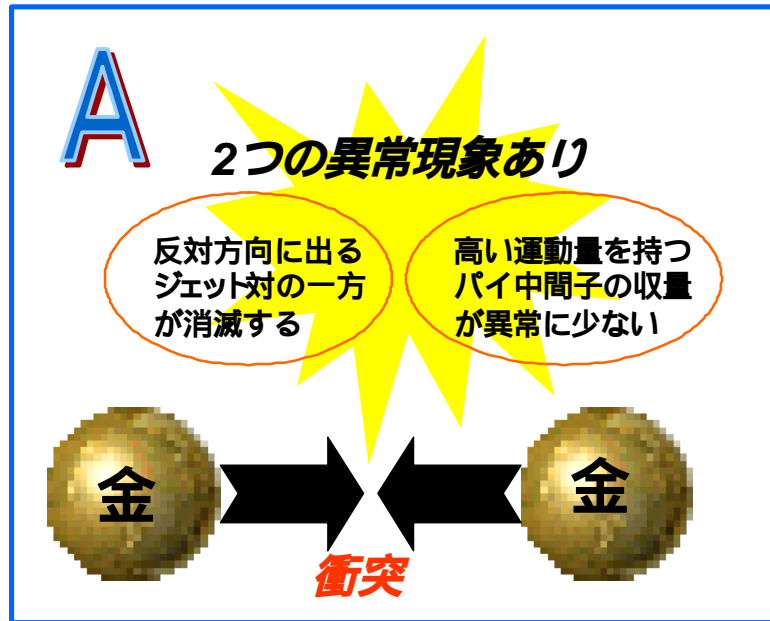 A
2つの異常現象あり
反対方向に出る
ジェット対の一方
が消滅する
高い運動量を持つ
パイ中間子の収量
が異常に少ない
金
金
衝突